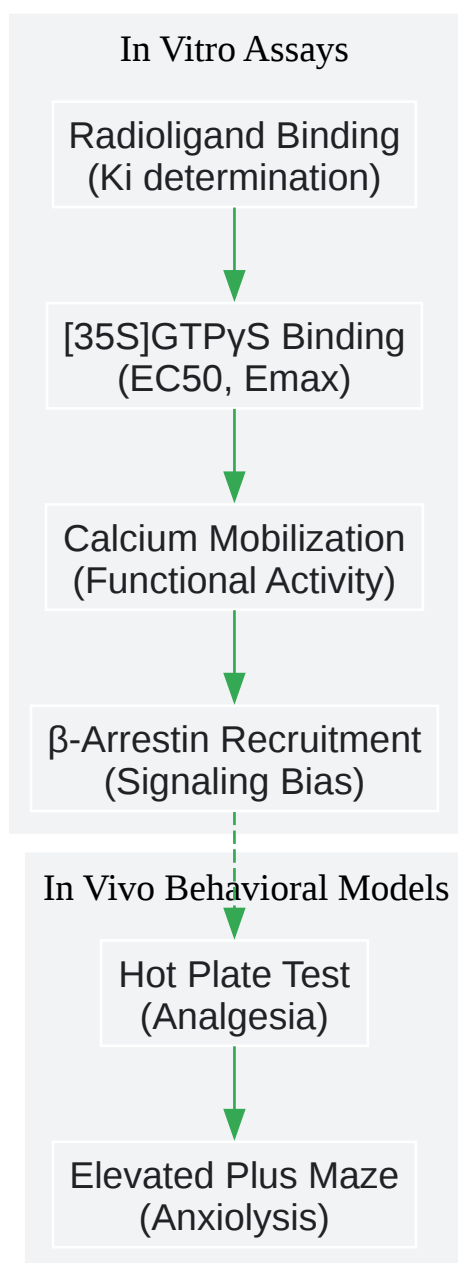 In Vitro Assays
Radioligand Binding
(Ki determination)
[35S]GTPγS Binding
(EC50, Emax)
Calcium Mobilization
(Functional Activity)
β-Arrestin Recruitment
(Signaling Bias)
In Vivo Behavioral Models
Hot Plate Test
(Analgesia)
Elevated Plus Maze
(Anxiolysis)